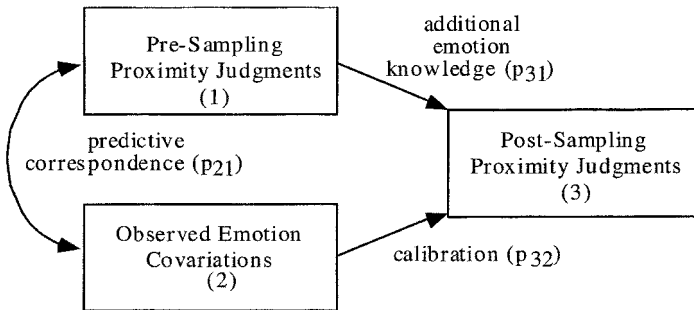 Pre-Sampling
Proximity Judgments
(1)
additional
emotion
knowledge (p31)
predictive
correspondence (p21)
Post-Sampling
Proximity Judgments
(3)
Observed Emotion
Covariations
(2)
calibration (p32)